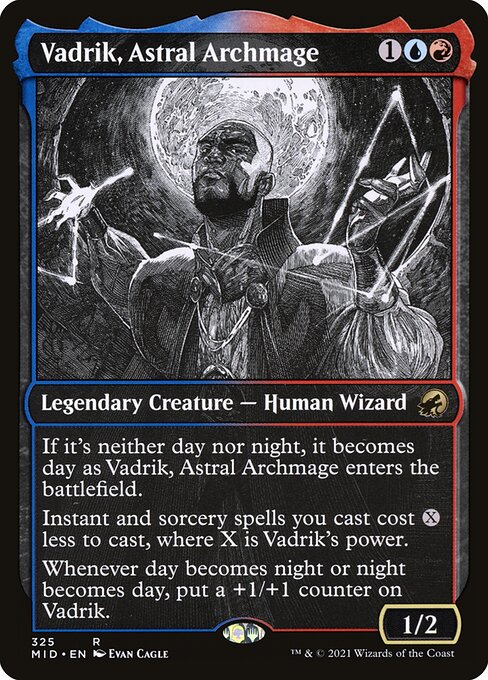 Vadrik, Astral Archmage 1
Legendary Creature — Human Wizard
If it's neither day nor night, it becomes
day as Vadrik, Astral Archmage enters the
battlefield.
Instant and sorcery spells you cast cost X
less to cast, where X is Vadrik's power.
Whenever day becomes night or night
becomes day, put a +1/+1 counter on
Vadrik.
1/2
325 R
MID • EN Evan Cagle
™ & © 2021 Wizards of the Coast